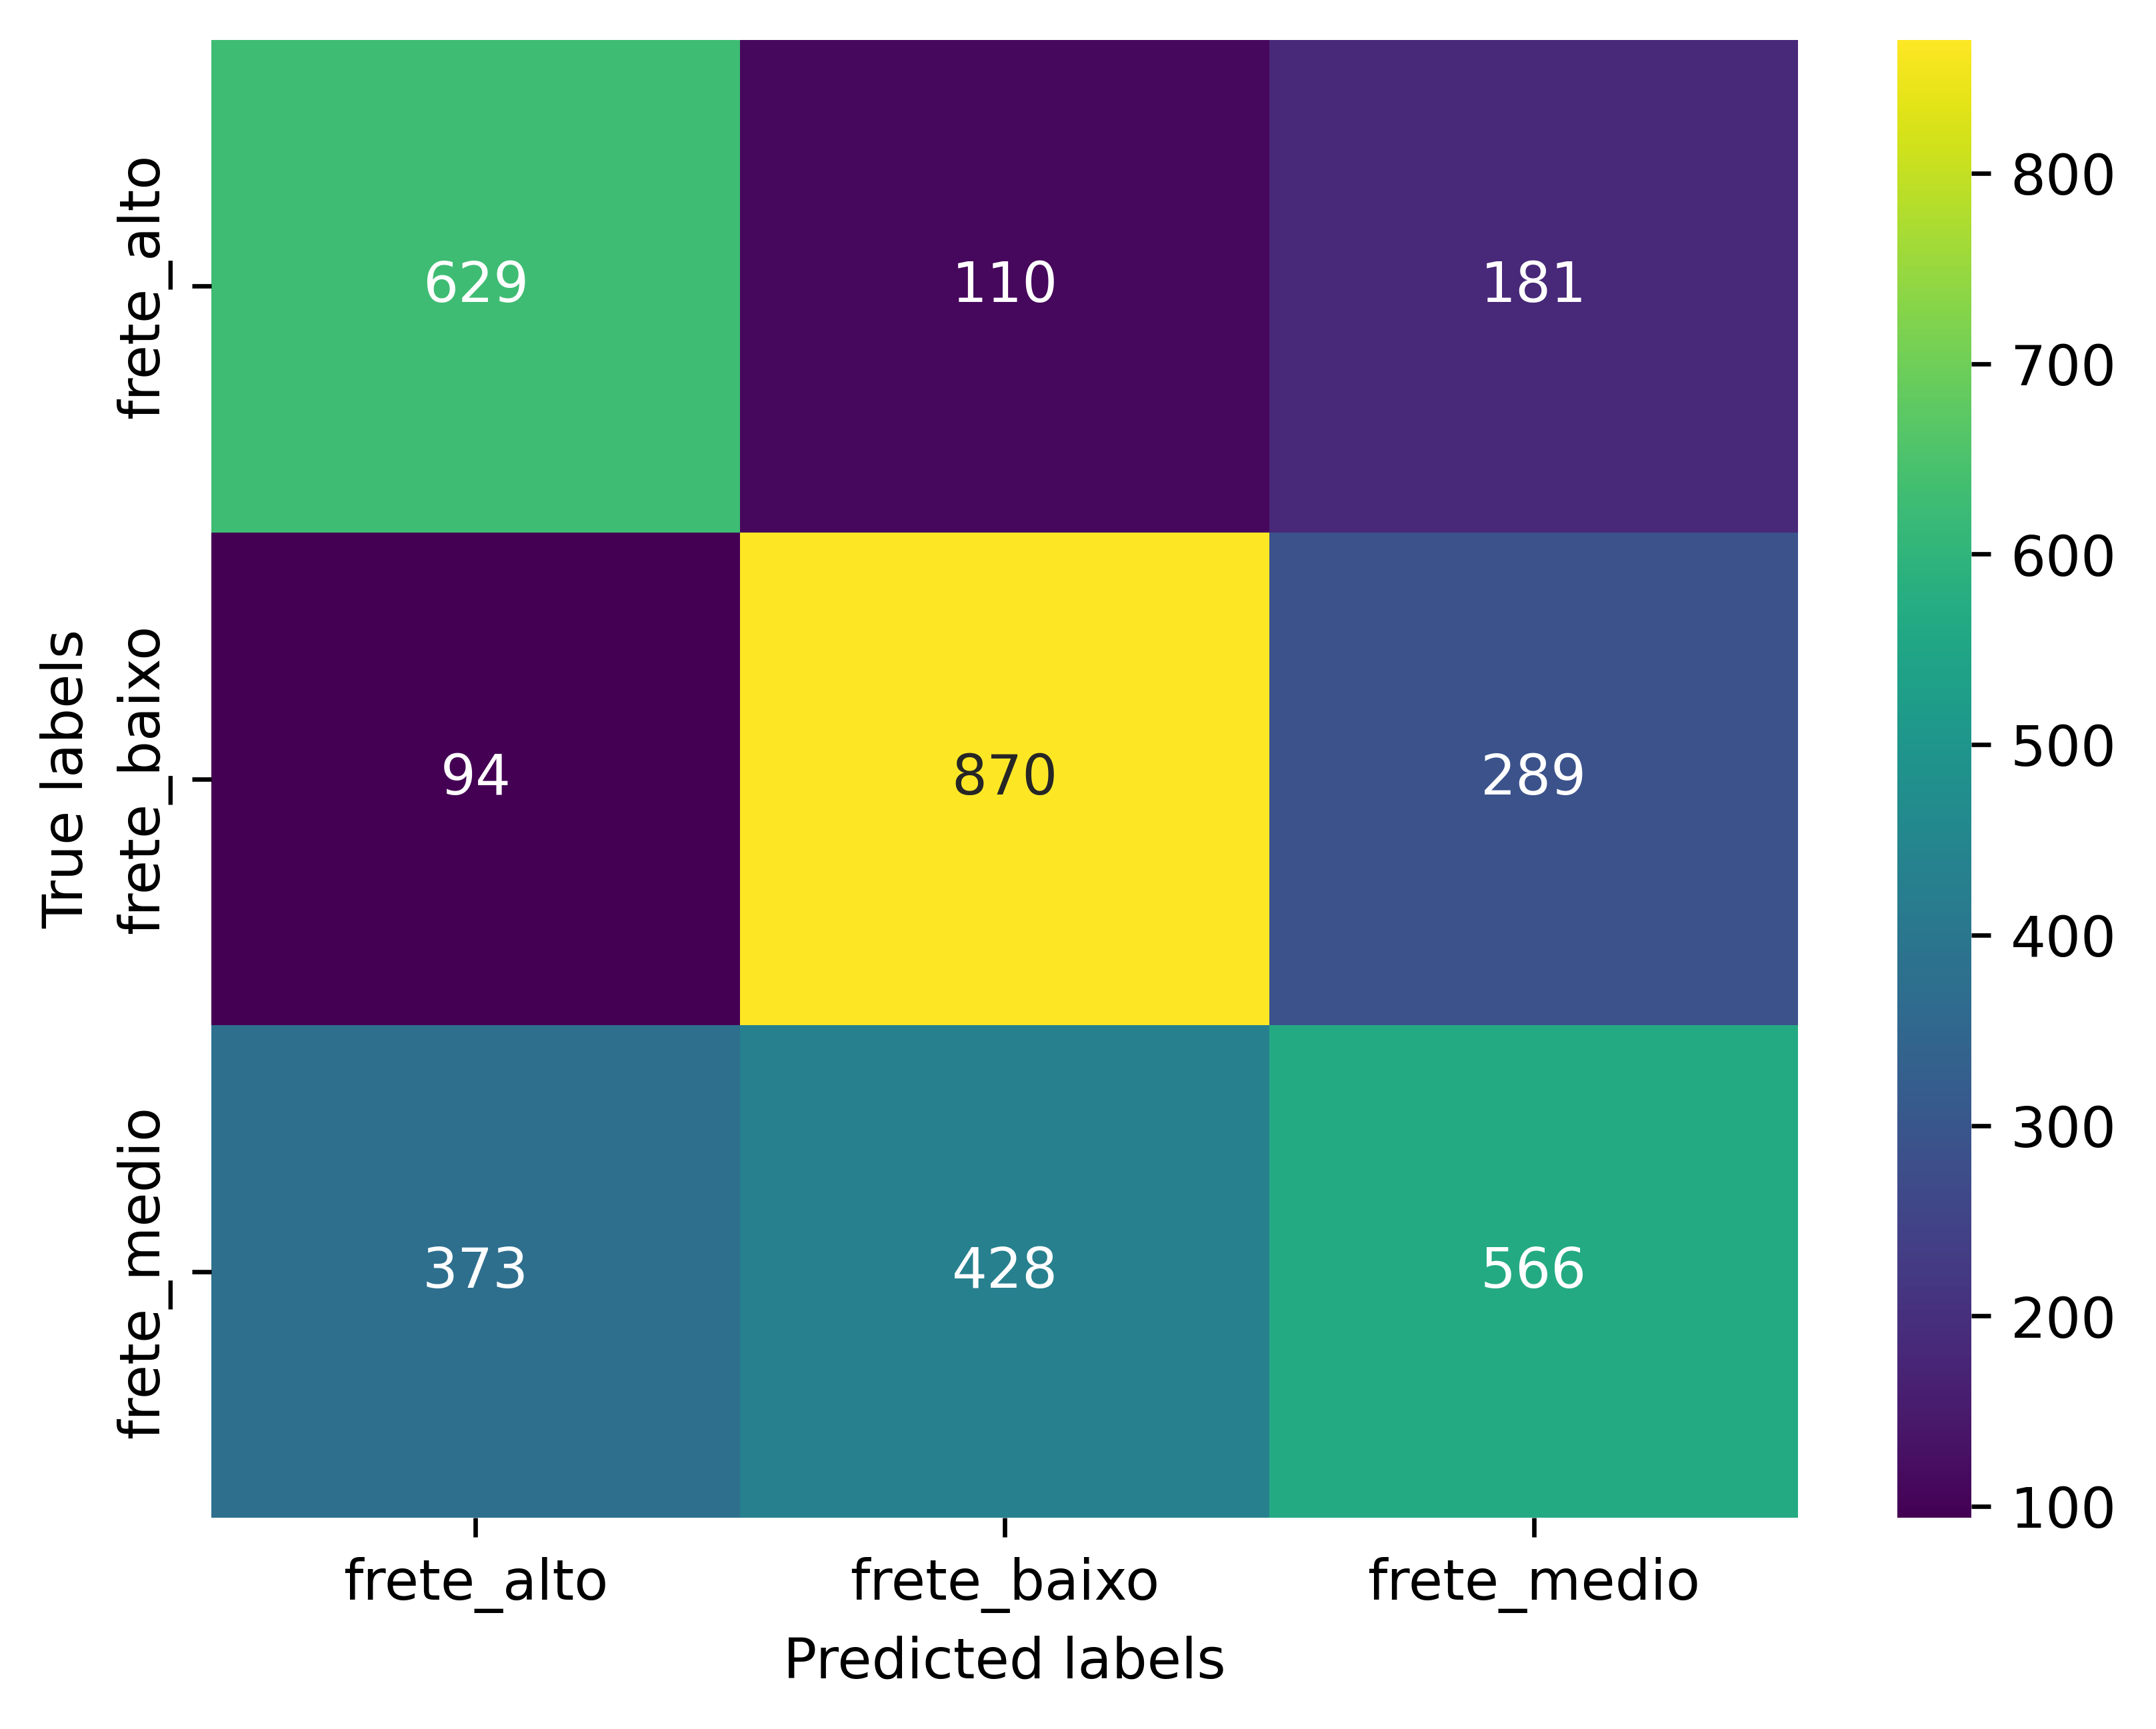 True labels
frete_alto
629 110 181
frete_baixo
94 870 289
frete_medio
373 428 566
frete_alto frete_baixo frete_medio
Predicted labels
800
700
600
500
400
300
200
100